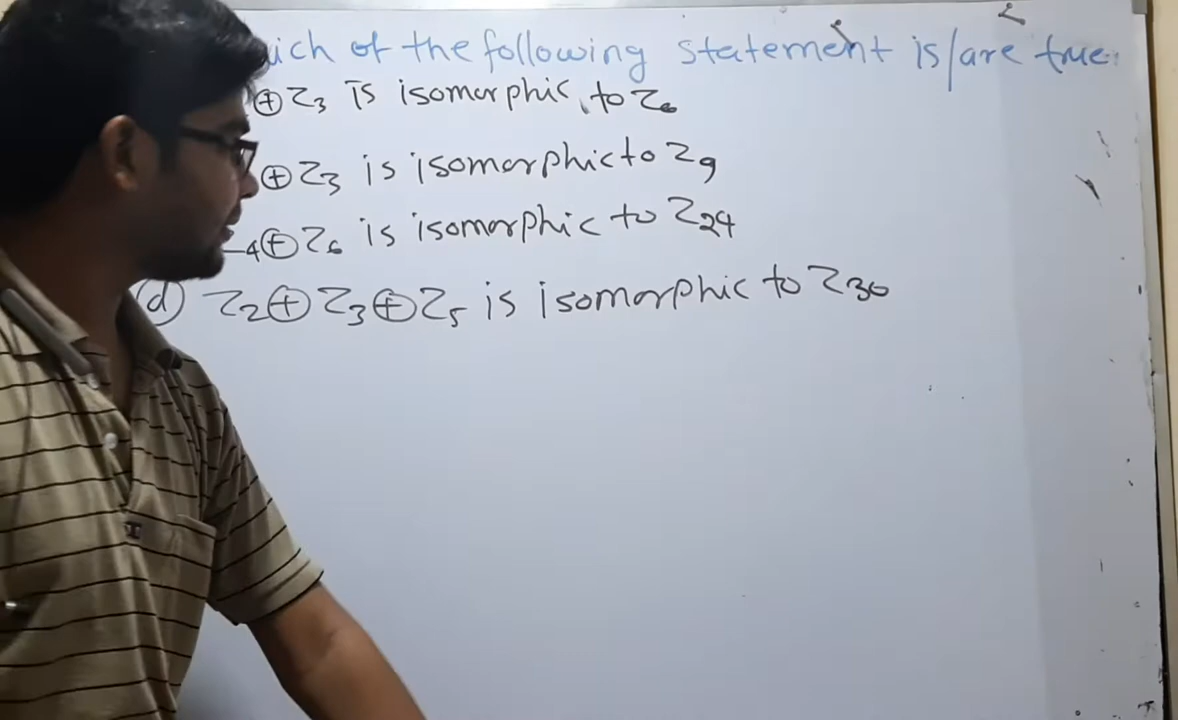 ich of the following statement is/are true.
⊕ Z₃ is isomorphic to Z₆
⊕ Z₃ is isomorphic to Z₉
₄⊕ Z₆ is isomorphic to Z₂₄
(d) Z₂⊕Z₃⊕Z₅ is isomorphic to Z₃₀